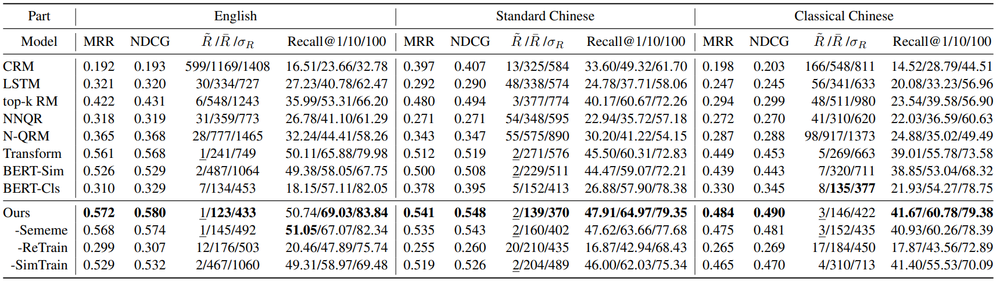 Part English Standard Chinese Classical Chinese
Model MRR NDCG R̃ /R̄ /σR Recall@1/10/100 MRR NDCG R̃ /R̄ /σR Recall@1/10/100 MRR NDCG R̃ /R̄ /σR Recall@1/10/100
CRM 0.192 0.193 599/1169/1408 16.51/23.66/32.78 0.397 0.407 13/325/584 33.60/49.32/61.70 0.198 0.203 166/548/811 14.52/28.79/44.51
LSTM 0.321 0.320 30/334/727 27.23/40.78/62.47 0.292 0.290 48/338/574 24.78/37.71/58.06 0.247 0.245 56/341/633 20.08/33.23/56.96
top-k RM 0.422 0.431 6/548/1243 35.99/53.31/66.20 0.480 0.494 3/377/774 40.17/60.67/72.26 0.294 0.299 48/511/980 23.54/39.58/56.90
NNQR 0.318 0.319 31/359/773 26.78/41.10/61.29 0.271 0.271 54/348/595 22.94/35.72/57.18 0.272 0.270 41/310/620 22.03/36.59/60.63
N-QRM 0.365 0.368 28/777/1465 32.24/44.41/58.26 0.343 0.347 55/575/890 30.20/41.22/54.15 0.287 0.288 98/917/1373 24.88/35.02/49.49
Transform 0.561 0.568 1/241/749 50.11/65.88/79.98 0.512 0.519 2/271/576 45.50/60.31/72.83 0.449 0.453 5/269/663 39.01/55.78/73.58
BERT-Sim 0.526 0.529 2/487/1064 49.38/58.05/67.75 0.500 0.508 2/229/511 44.47/59.07/72.21 0.439 0.443 7/320/711 38.85/53.04/68.32
BERT-Cls 0.310 0.329 7/134/453 18.15/57.11/82.05 0.378 0.395 5/152/413 26.88/57.90/78.38 0.330 0.345 8/135/377 21.93/54.27/78.75
Ours 0.572 0.580 1/123/433 50.74/69.03/83.84 0.541 0.548 2/139/370 47.91/64.97/79.35 0.484 0.490 3/146/422 41.67/60.78/79.38
-Sememe 0.568 0.574 1/145/492 51.05/67.07/82.34 0.535 0.543 2/160/402 47.62/63.66/77.68 0.475 0.481 3/152/435 40.93/60.26/78.39
-ReTrain 0.299 0.307 12/176/503 20.46/47.89/75.74 0.255 0.260 20/210/435 16.87/42.94/68.43 0.265 0.269 17/184/450 17.87/43.56/72.89
-SimTrain 0.529 0.532 2/467/1060 49.31/58.97/69.48 0.519 0.526 2/204/489 46.00/62.03/75.34 0.465 0.470 4/310/713 41.40/55.53/70.09